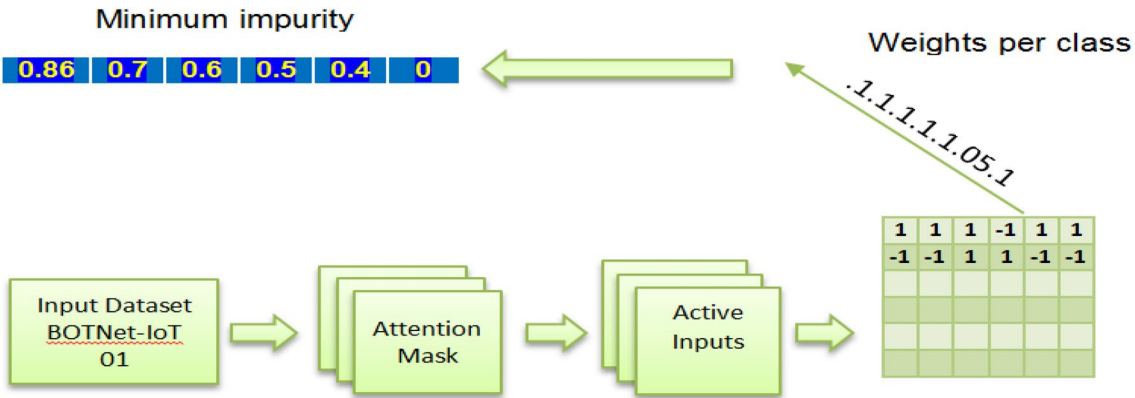 Minimum impurity
0.86 0.7 0.6 0.5 0.4 0
Weights per class
.1.1.1.1.1.05.1
1 1 1 -1 1 1
-1 -1 1 1 -1 -1
Input Dataset
BOTNet-IoT
01
Attention
Mask
Active
Inputs